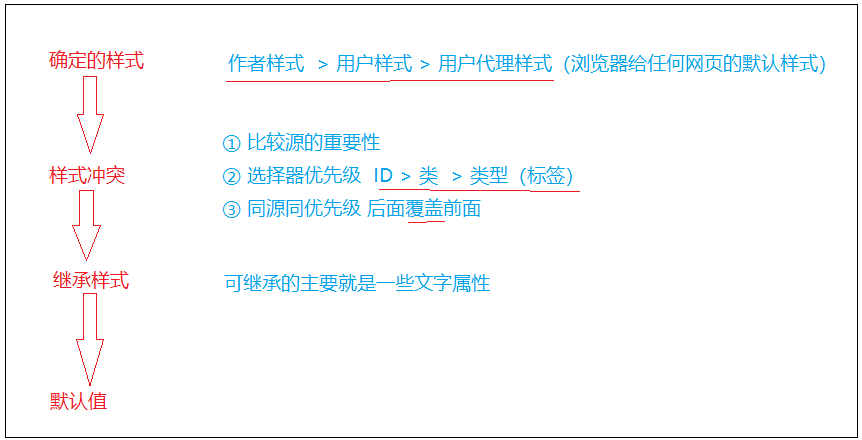 确定的样式 作者样式 > 用户样式 > 用户代理样式（浏览器给任何网页的默认样式）
① 比较源的重要性
样式冲突 ② 选择器优先级 ID > 类 > 类型（标签）
③ 同源同优先级 后面覆盖前面
继承样式 可继承的主要就是一些文字属性
默认值